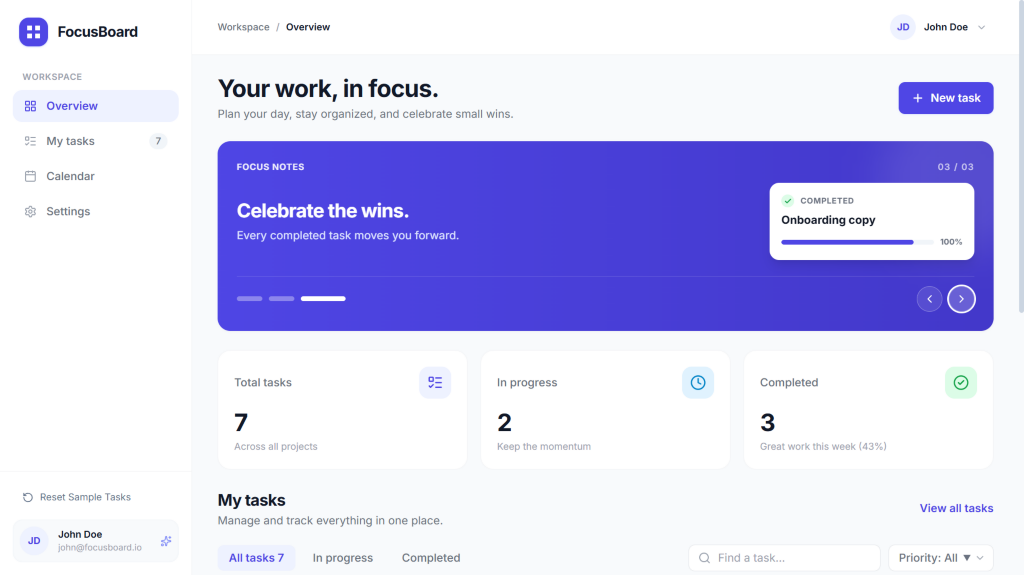 FocusBoard
WORKSPACE
Overview
My tasks 7
Calendar
Settings
Reset Sample Tasks
JD John Doe
john@focusboard.io
Workspace / Overview
JD John Doe
Your work, in focus.
Plan your day, stay organized, and celebrate small wins.
+ New task
FOCUS NOTES
03 / 03
Celebrate the wins.
Every completed task moves you forward.
COMPLETED
Onboarding copy
100%
Total tasks
7
Across all projects
In progress
2
Keep the momentum
Completed
3
Great work this week (43%)
My tasks
Manage and track everything in one place.
View all tasks
All tasks 7 In progress Completed
Find a task...
Priority: All ▼